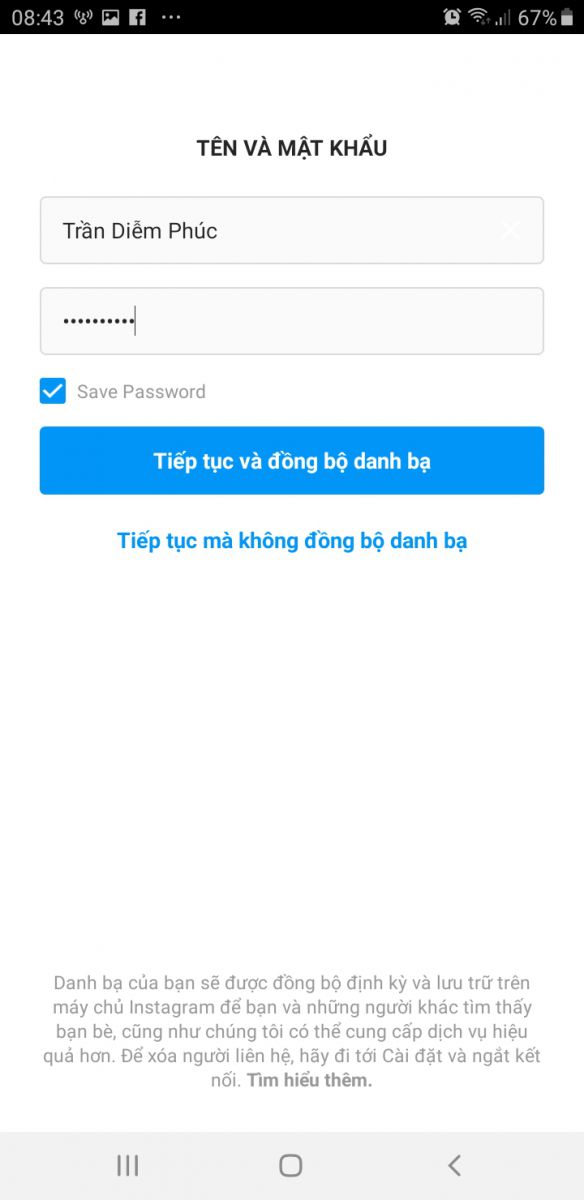 08:43 ... 67%
TÊN VÀ MẬT KHẨU
Trần Diễm Phúc
••••••••••
Save Password
Tiếp tục và đồng bộ danh bạ
Tiếp tục mà không đồng bộ danh bạ
Danh bạ của bạn sẽ được đồng bộ định kỳ và lưu trữ trên
máy chủ Instagram để bạn và những người khác tìm thấy
bạn bè, cũng như chúng tôi có thể cung cấp dịch vụ hiệu
quả hơn. Để xóa người liên hệ, hãy đi tới Cài đặt và ngắt kết
nối. Tìm hiểu thêm.